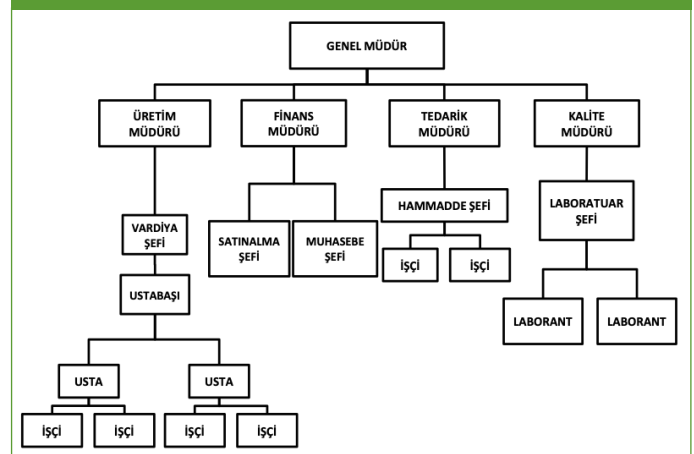 GENEL MÜDÜR
ÜRETİM
MÜDÜRÜ
FİNANS
MÜDÜRÜ
TEDARİK
MÜDÜRÜ
KALİTE
MÜDÜRÜ
VARDİYA
ŞEFİ
SATINALMA
ŞEFİ
MUHASEBE
ŞEFİ
HAMMADDE ŞEFİ
LABORATUAR
ŞEFİ
İŞÇİ
İŞÇİ
USTABAŞI
LABORANT
LABORANT
USTA
USTA
İŞÇİ
İŞÇİ
İŞÇİ
İŞÇİ